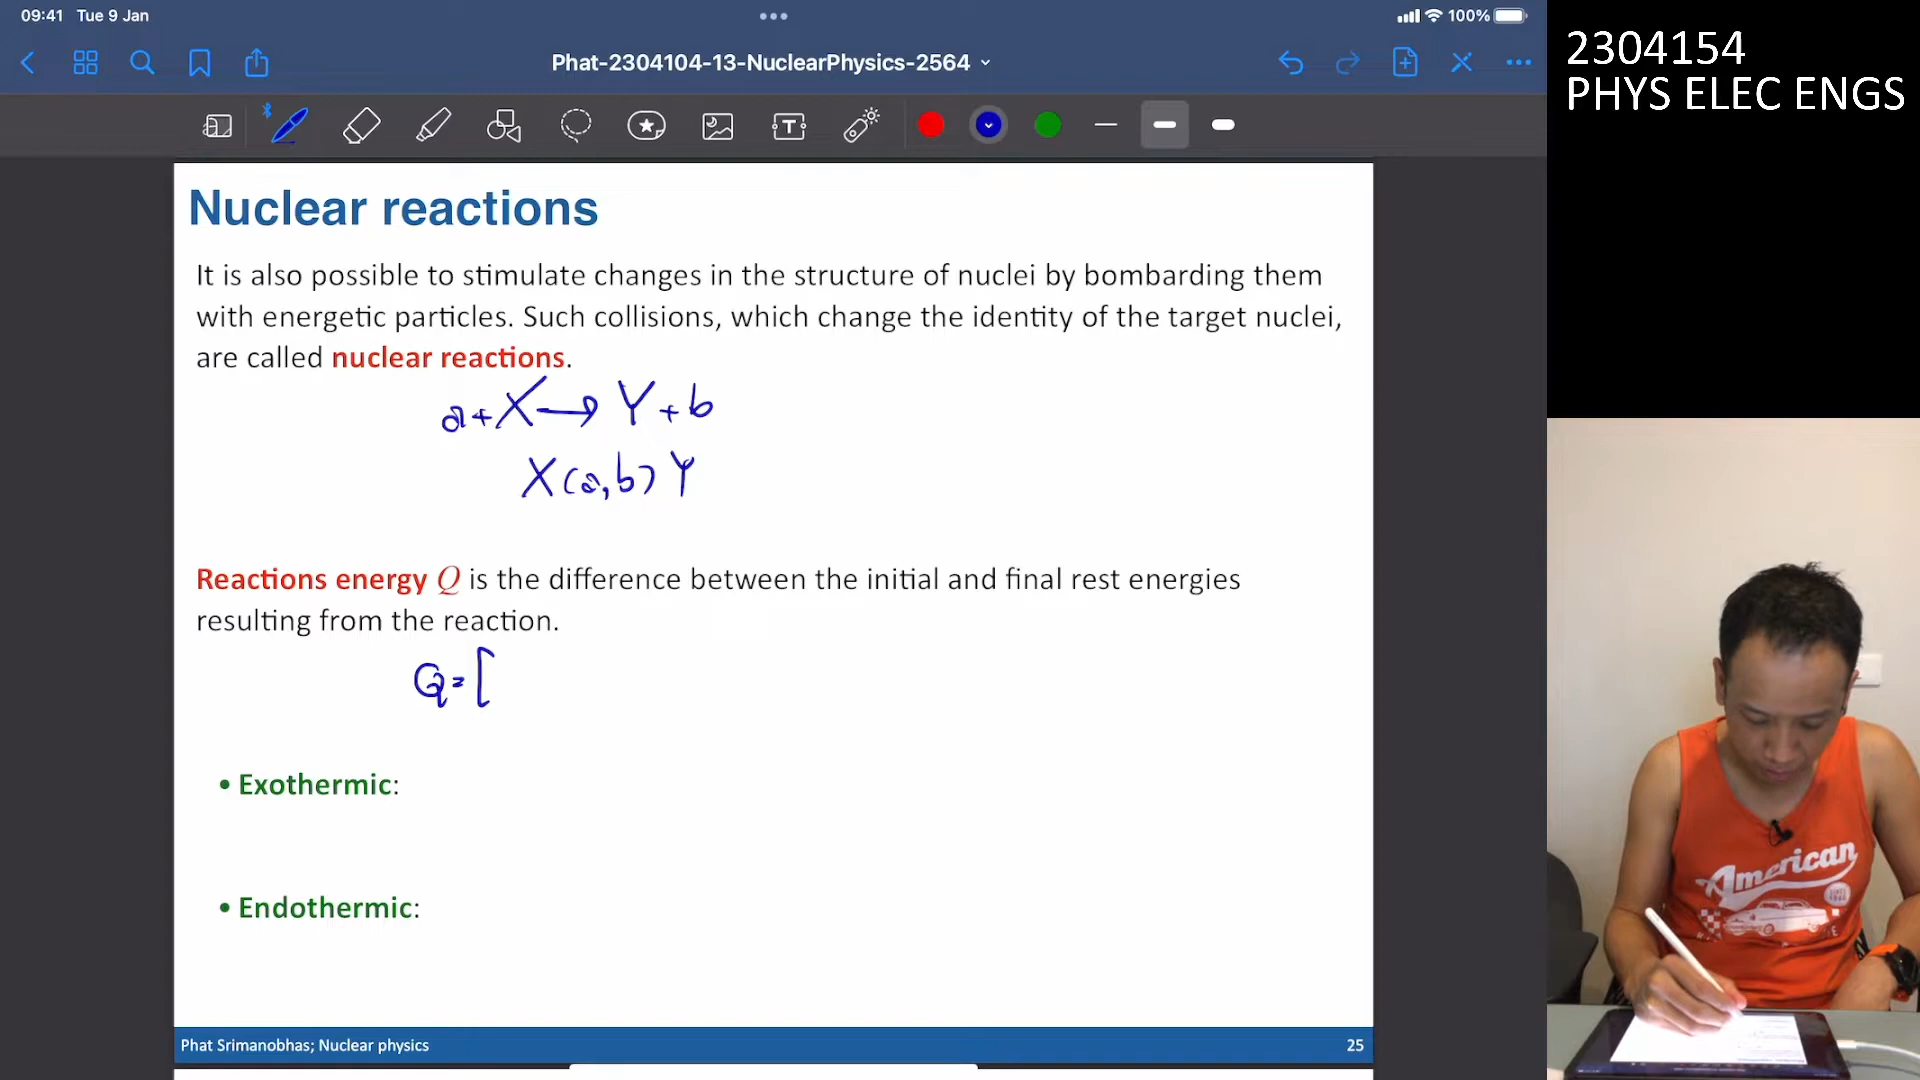 09:41 Tue 9 Jan
100%
Phat-2304104-13-NuclearPhysics-2564
2304154
PHYS ELEC ENGS
Nuclear reactions
It is also possible to stimulate changes in the structure of nuclei by bombarding them
with energetic particles. Such collisions, which change the identity of the target nuclei,
are called nuclear reactions.
a+X→Y+b
X(a,b)Y
Reactions energy Q is the difference between the initial and final rest energies
resulting from the reaction.
Q=[
• Exothermic:
• Endothermic:
American
Phat Srimanobhas; Nuclear physics
25